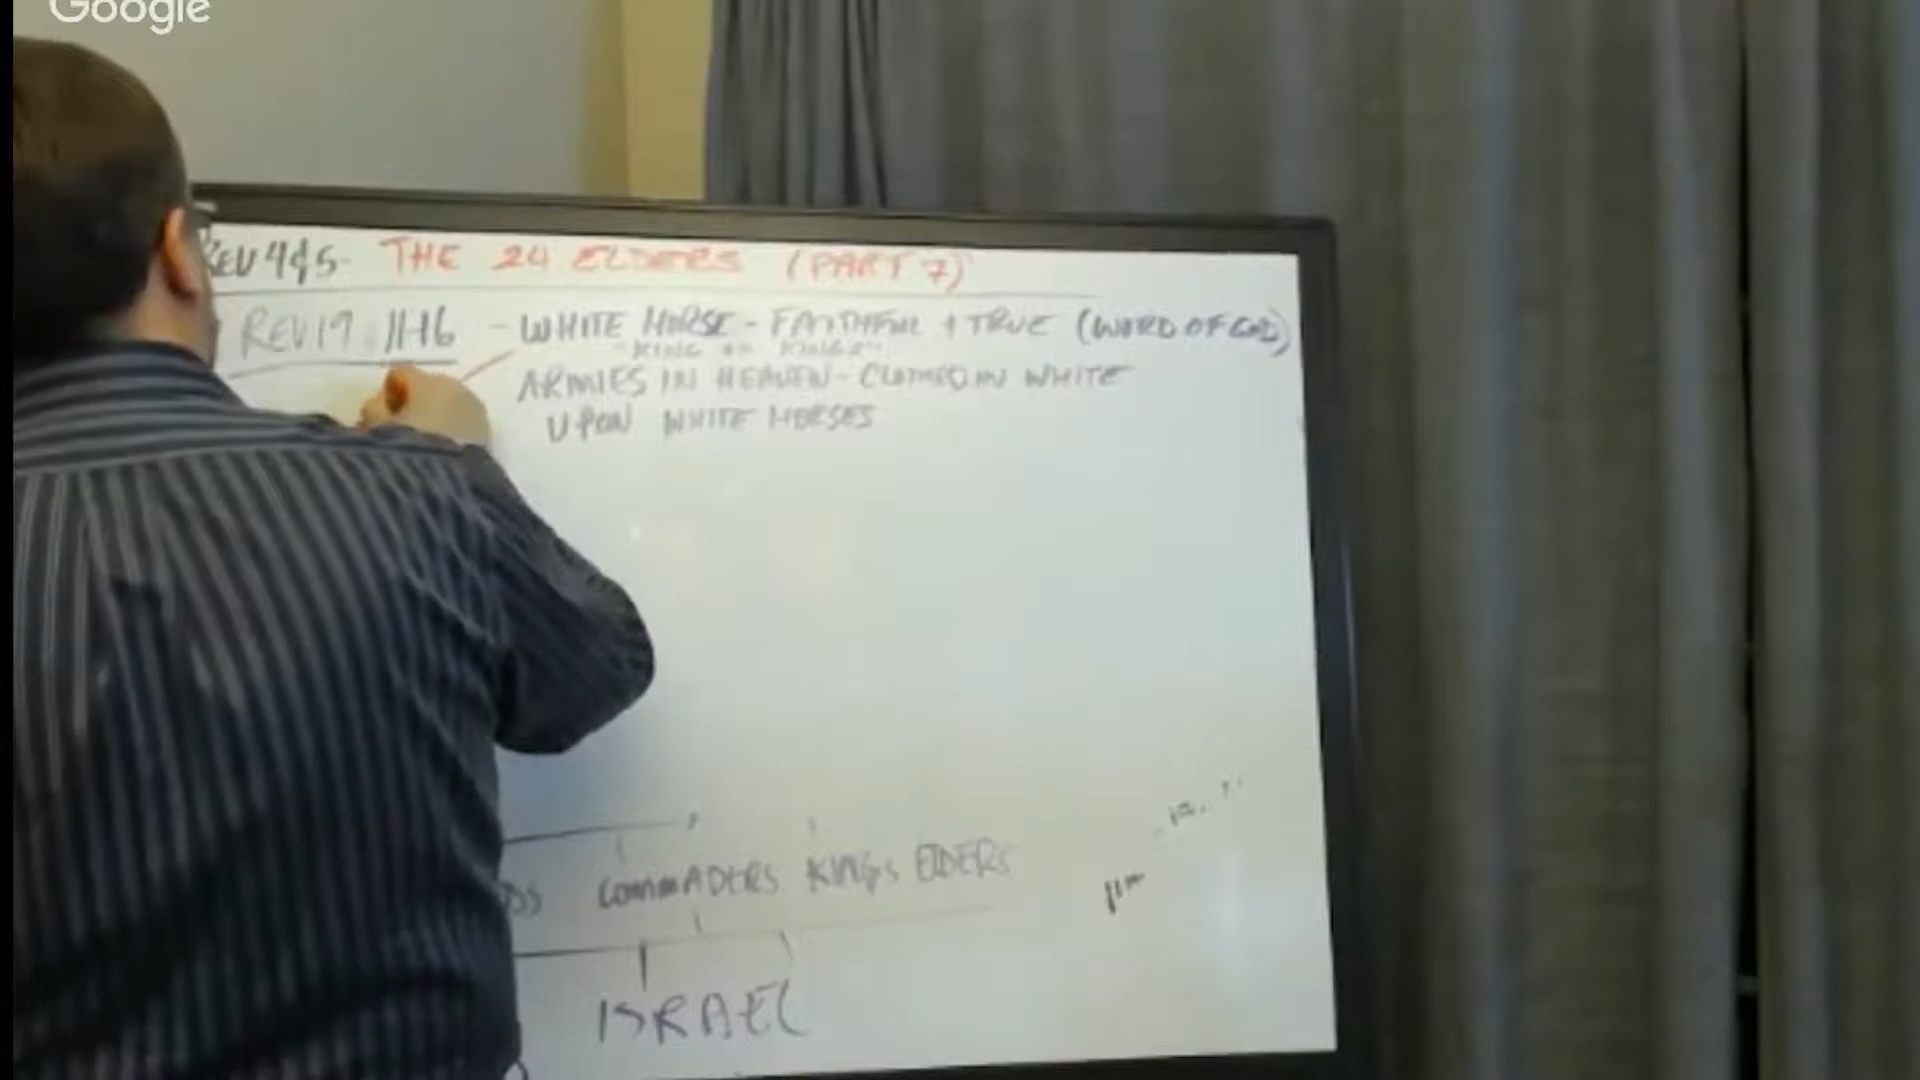 Google
REV 4&5- THE 24 ELDERS (PART 7)
REV 19 11-16 - WHITE HORSE - FAITHFUL + TRUE (WORD OF GOD)
"KING OF KINGS"
ARMIES IN HEAVEN - CLOTHED IN WHITE
UPON WHITE HORSES
COMMADERS KINGS ELDERS
ISRAEL